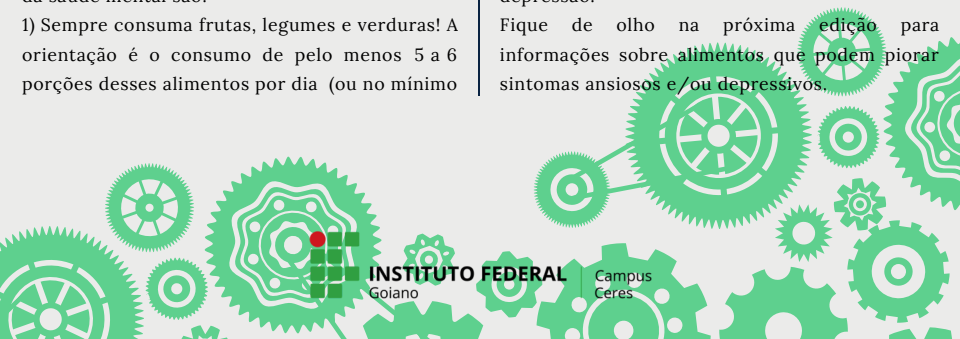 da saúde mental são:
1) Sempre consuma frutas, legumes e verduras! A
orientação é o consumo de pelo menos 5 a 6
porções desses alimentos por dia (ou no mínimo
depressão.
Fique de olho na próxima edição para
informações sobre alimentos que podem piorar
sintomas ansiosos e/ou depressivos.
INSTITUTO FEDERAL
Goiano
Campus
Ceres